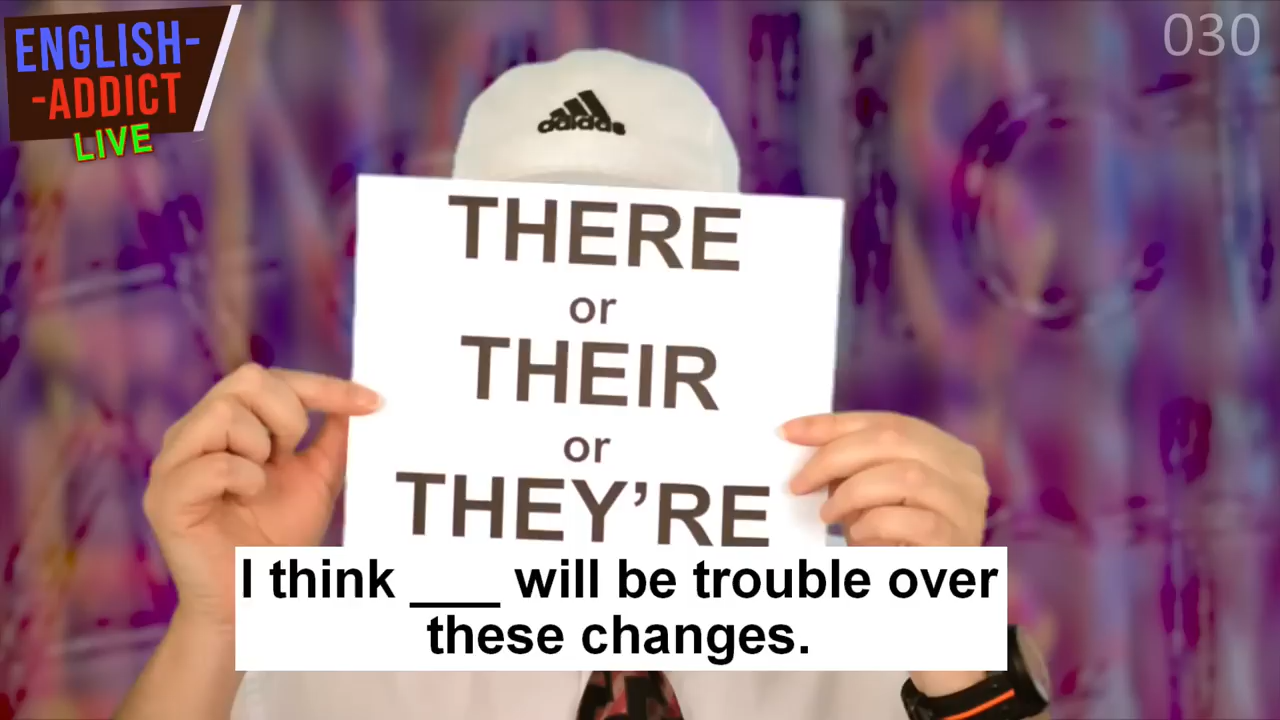 ENGLISH-
-ADDICT
LIVE
030
adidas
THERE
or
THEIR
or
THEY’RE
I think ___ will be trouble over
these changes.